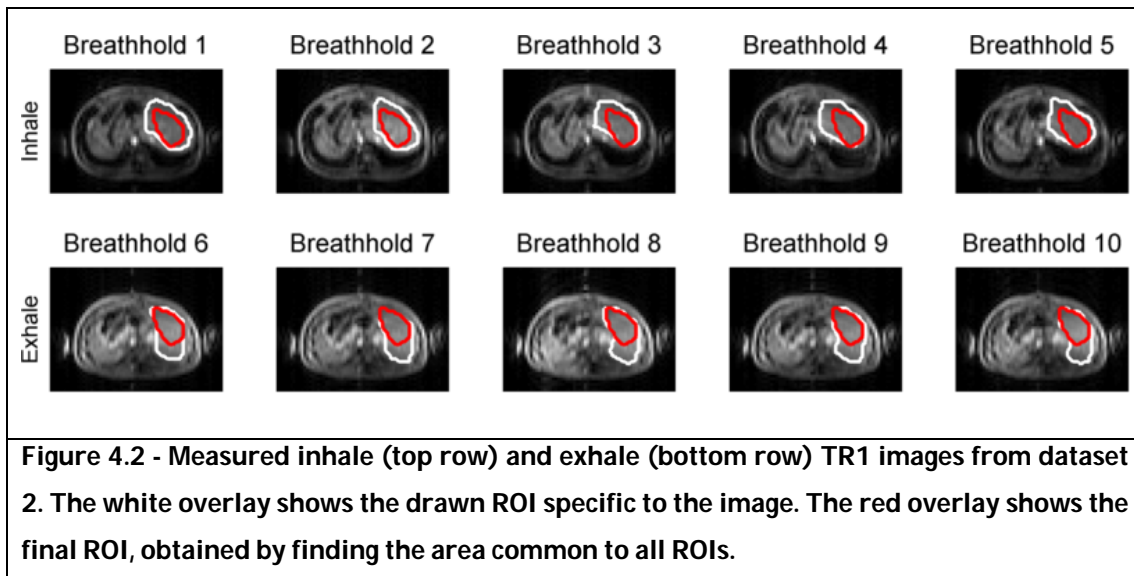 Breathhold 1 Breathhold 2 Breathhold 3 Breathhold 4 Breathhold 5
Inhale
Breathhold 6 Breathhold 7 Breathhold 8 Breathhold 9 Breathhold 10
Exhale
Figure 4.2 - Measured inhale (top row) and exhale (bottom row) TR1 images from dataset
2. The white overlay shows the drawn ROI specific to the image. The red overlay shows the
final ROI, obtained by finding the area common to all ROIs.